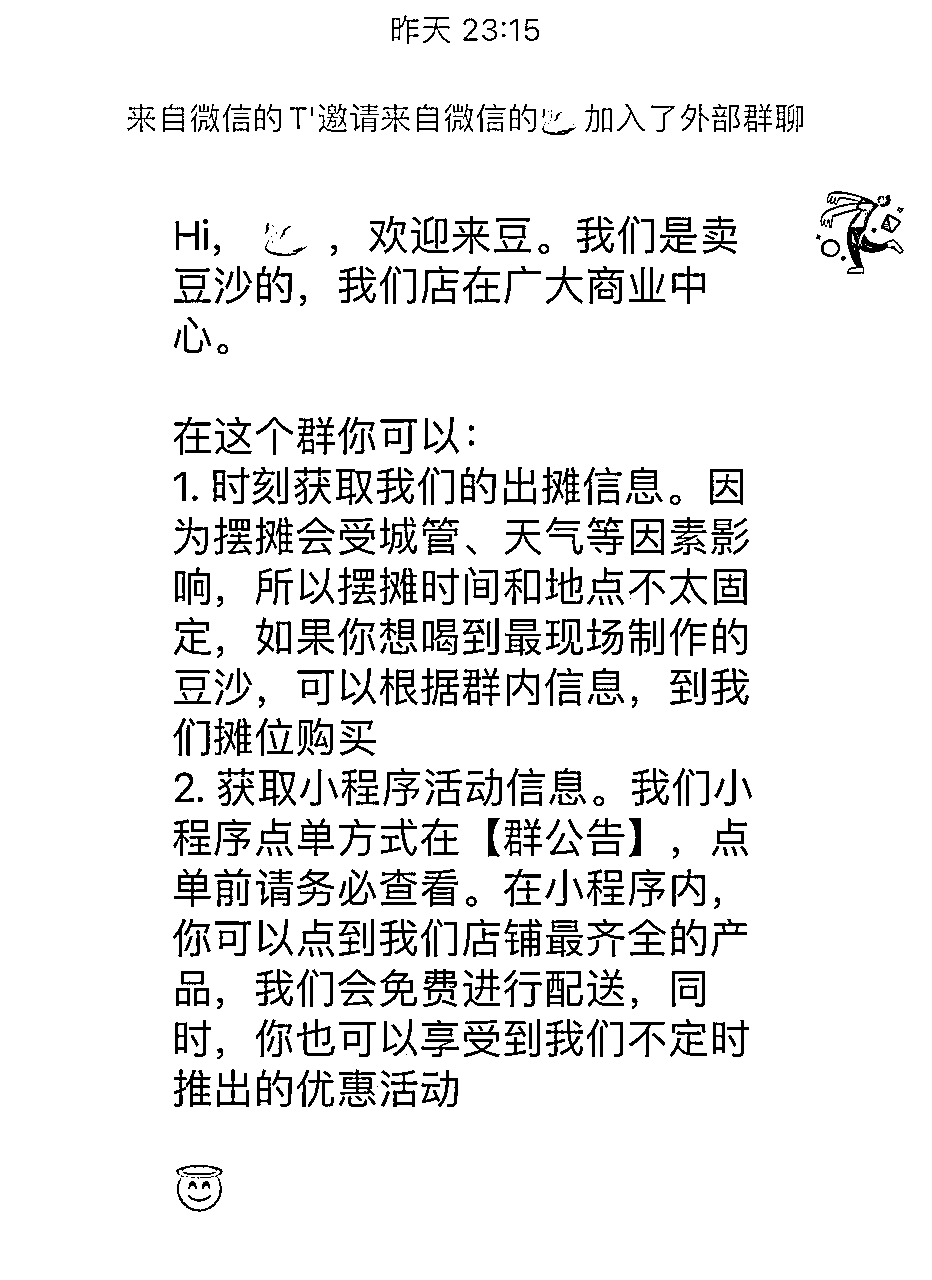 昨天 23:15
来自微信的 T'邀请来自微信的 加入了外部群聊
Hi, ，欢迎来豆。我们是卖
豆沙的，我们店在广大商业中
心。
在这个群你可以：
1. 时刻获取我们的出摊信息。因
为摆摊会受城管、天气等因素影
响，所以摆摊时间和地点不太固
定，如果你想喝到最现场制作的
豆沙，可以根据群内信息，到我
们摊位购买
2. 获取小程序活动信息。我们小
程序点单方式在【群公告】，点
单前请务必查看。在小程序内，
你可以点到我们店铺最齐全的产
品，我们会免费进行配送，同
时，你也可以享受到我们不定时
推出的优惠活动